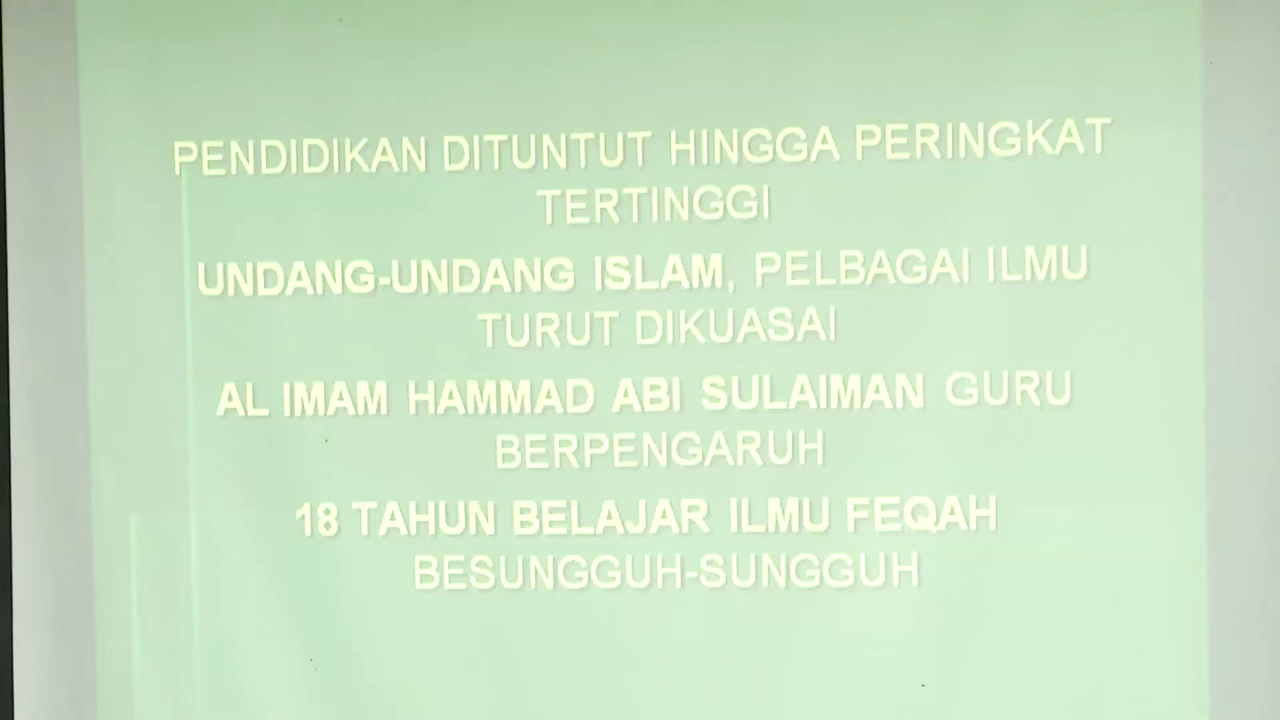 PENDIDIKAN DITUNTUT HINGGA PERINGKAT
TERTINGGI
UNDANG-UNDANG ISLAM, PELBAGAI ILMU
TURUT DIKUASAI
AL IMAM HAMMAD ABI SULAIMAN GURU
BERPENGARUH
18 TAHUN BELAJAR ILMU FEQAH
BESUNGGUH-SUNGGUH